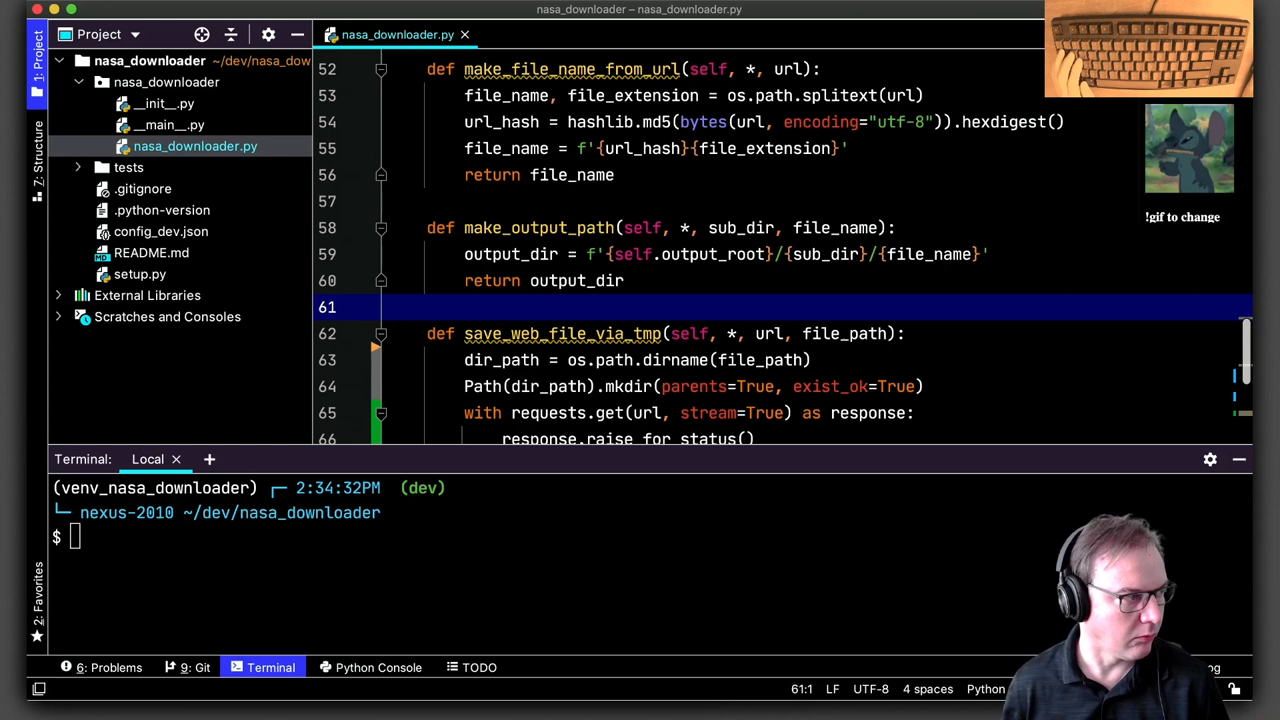 nasa_downloader – nasa_downloader.py
Project
nasa_downloader.py
1: Project
7: Structure
2: Favorites
nasa_downloader ~/dev/nasa_dow
nasa_downloader
__init__.py
__main__.py
nasa_downloader.py
tests
.gitignore
.python-version
config_dev.json
README.md
setup.py
External Libraries
Scratches and Consoles
52 def make_file_name_from_url(self, *, url):
53 file_name, file_extension = os.path.splitext(url)
54 url_hash = hashlib.md5(bytes(url, encoding="utf-8")).hexdigest()
55 file_name = f'{url_hash}{file_extension}'
56 return file_name
57
58 def make_output_path(self, *, sub_dir, file_name):
59 output_dir = f'{self.output_root}/{sub_dir}/{file_name}'
60 return output_dir
61
62 def save_web_file_via_tmp(self, *, url, file_path):
63 dir_path = os.path.dirname(file_path)
64 Path(dir_path).mkdir(parents=True, exist_ok=True)
65 with requests.get(url, stream=True) as response:
66 response.raise_for_status()
!gif to change
Terminal: Local +
(venv_nasa_downloader) 2:34:32PM (dev)
nexus-2010 ~/dev/nasa_downloader
$
6: Problems 9: Git Terminal Python Console TODO
61:1 LF UTF-8 4 spaces Python